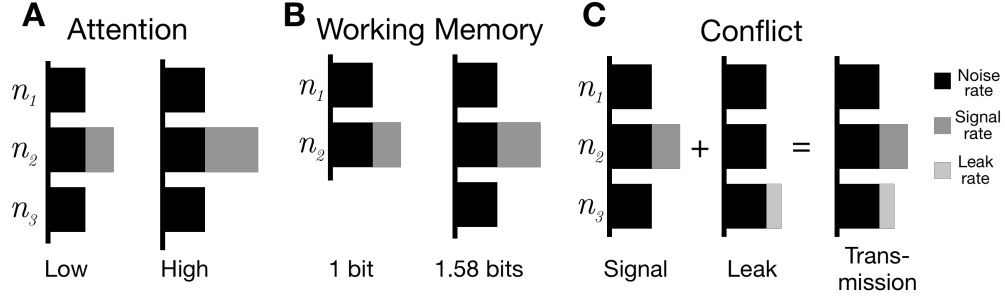 A
Attention
n1
n2
n3
Low
High
B
Working Memory
n1
n2
1 bit
1.58 bits
C
Conflict
n1
n2
n3
+
=
Signal
Leak
Trans-
mission
Noise
rate
Signal
rate
Leak
rate